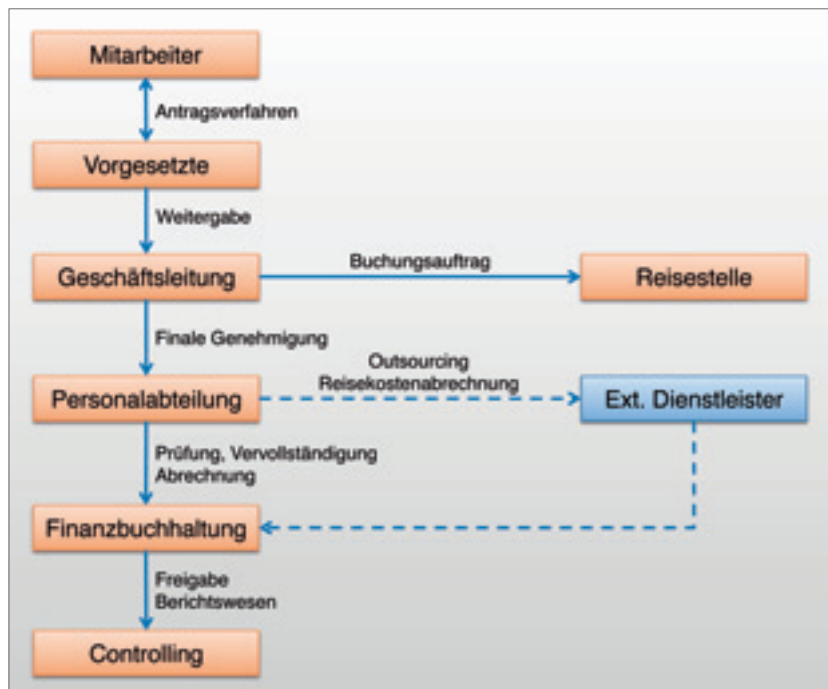 Mitarbeiter
Antragsverfahren
Vorgesetzte
Weitergabe
Geschäftsleitung
Buchungsauftrag
Reisestelle
Finale Genehmigung
Outsourcing
Reisekostenabrechnung
Personalabteilung
Ext. Dienstleister
Prüfung, Vervollständigung
Abrechnung
Finanzbuchhaltung
Freigabe
Berichtswesen
Controlling